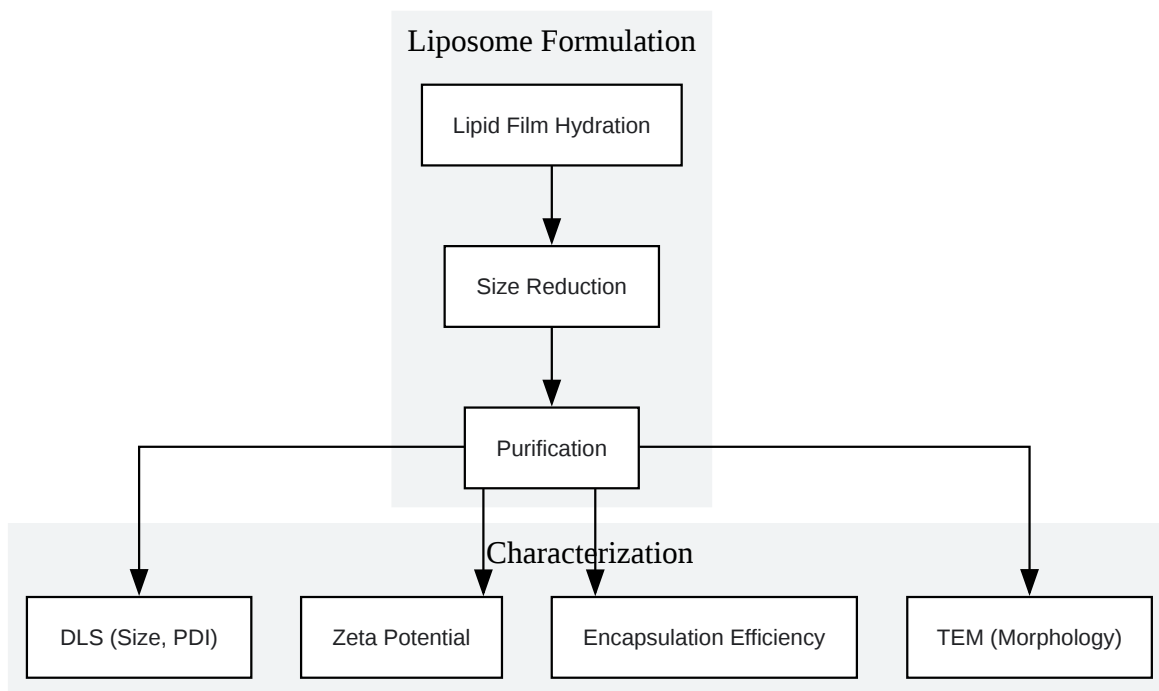 Liposome Formulation
Lipid Film Hydration
Size Reduction
Purification
Characterization
DLS (Size, PDI)
Zeta Potential
Encapsulation Efficiency
TEM (Morphology)